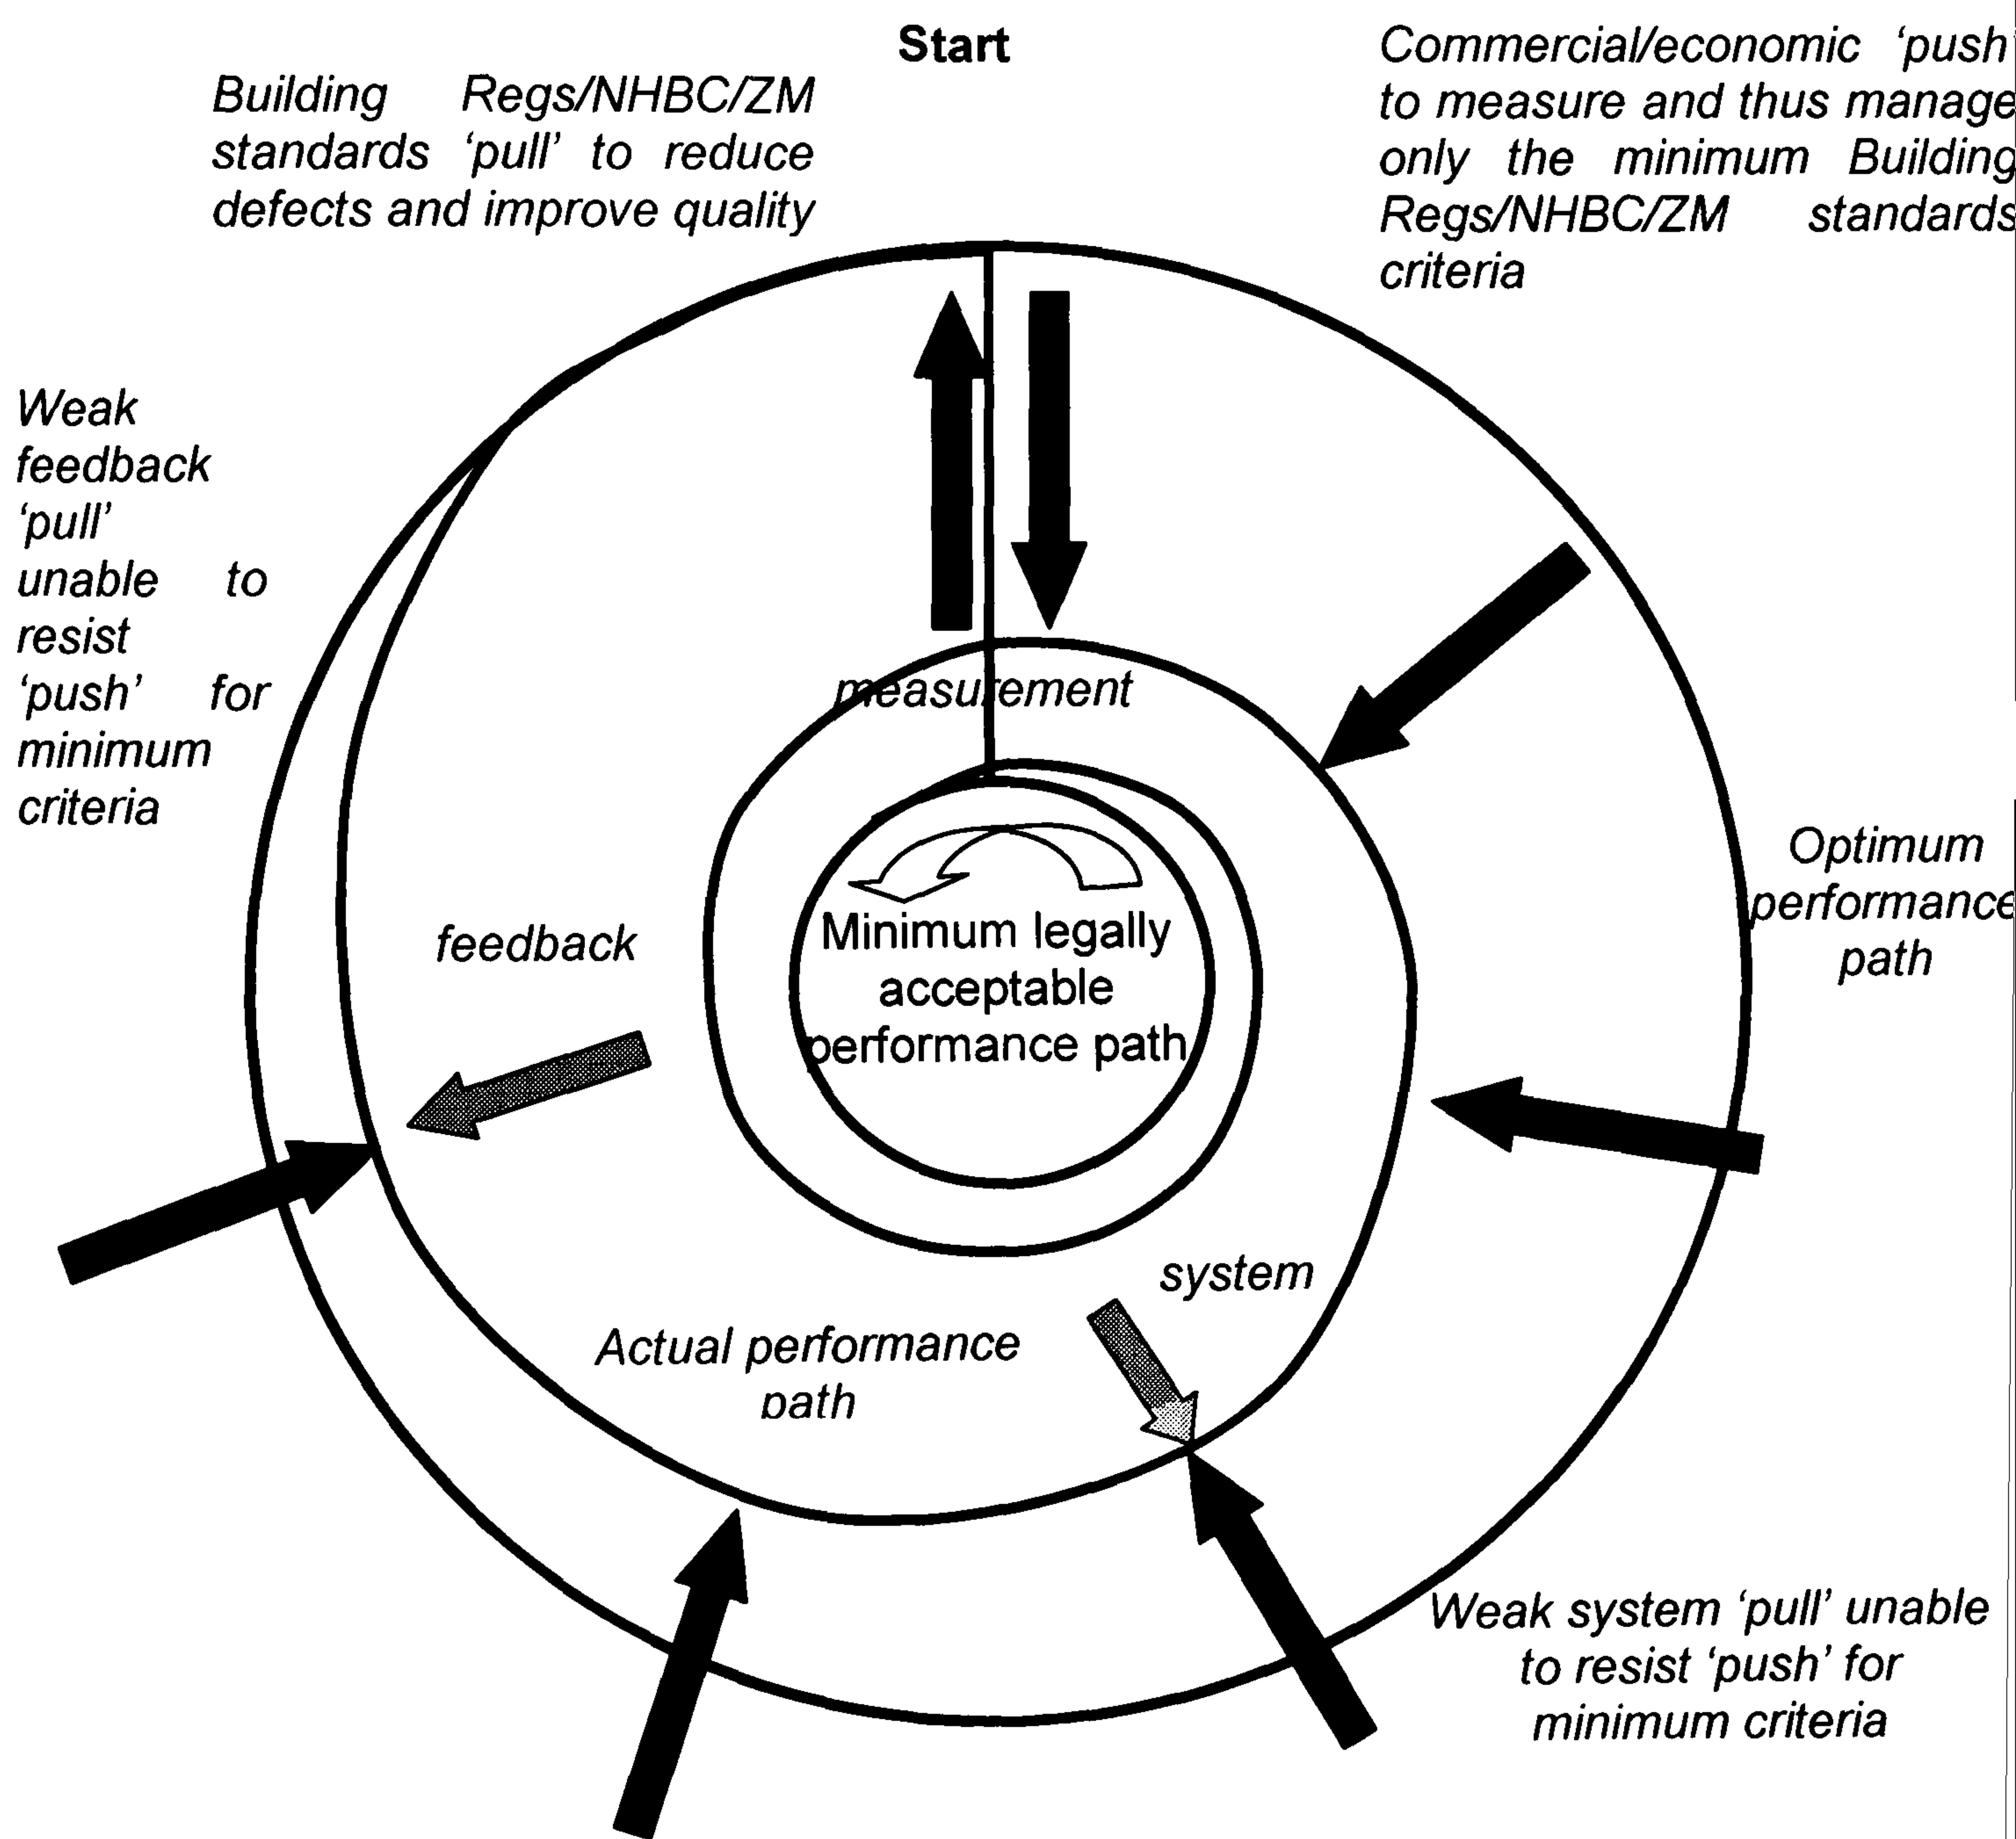 Start
Building Regs/NHBC/ZM
standards ‘pull’ to reduce
defects and improve quality
Commercial/economic ‘push’
to measure and thus manage
only the minimum Building
Regs/NHBC/ZM standards
criteria
Weak
feedback
‘pull’
unable to
resist
‘push’ for
minimum
criteria
measurement
Optimum
performance
path
feedback
Minimum legally
acceptable
performance path
system
Actual performance
path
Weak system ‘pull’ unable
to resist ‘push’ for
minimum criteria